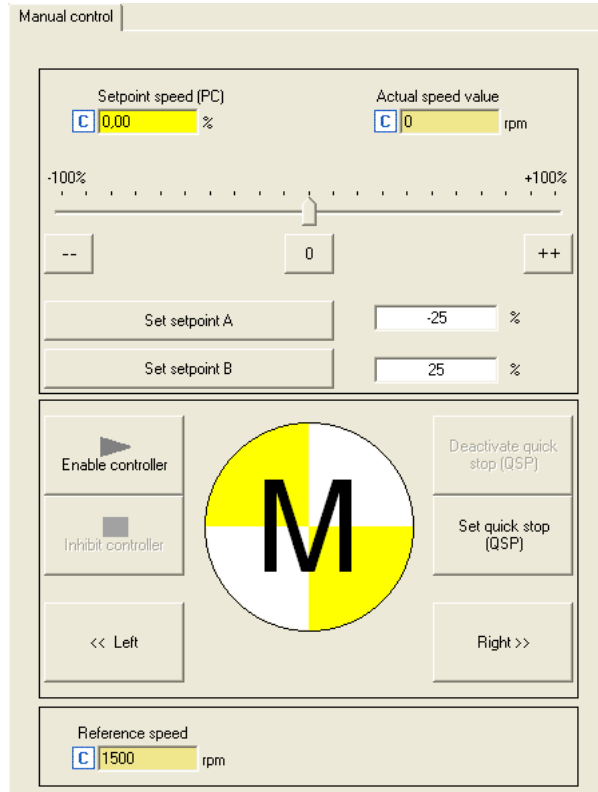 Manual control
Setpoint speed (PC)
Actual speed value
C 0,00 %
C 0 rpm
-100%
+100%
--
0
++
Set setpoint A
-25 %
Set setpoint B
25 %
Enable controller
Deactivate quick
stop (QSP)
M
Inhibit controller
Set quick stop
(QSP)
<< Left
Right >>
Reference speed
C 1500 rpm